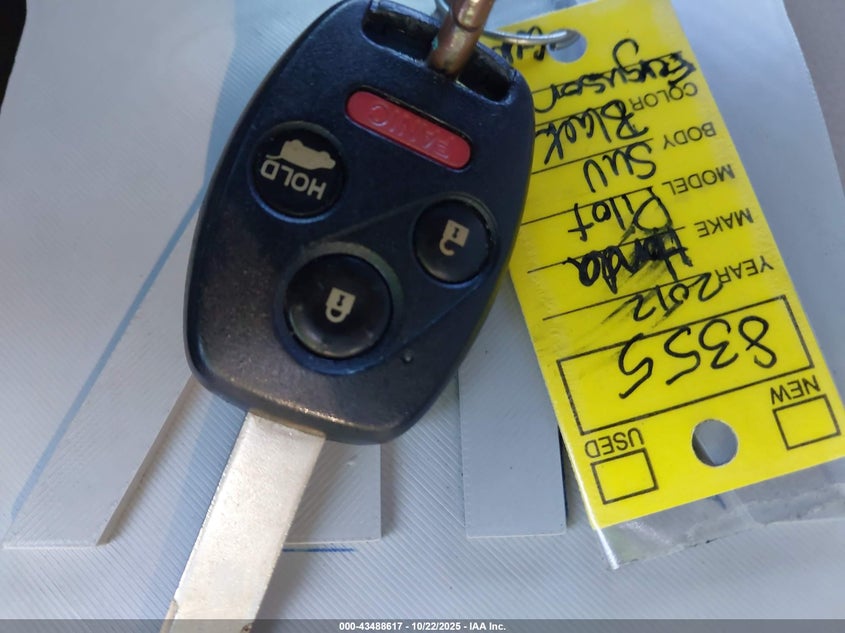 PANIC
HOLD
NEW
USED
8355
YEAR 2012
MAKE Honda
MODEL Pilot
BODY SUV
COLOR Black
Ferguson
000-43488617 - 10/22/2025 - IAA Inc.